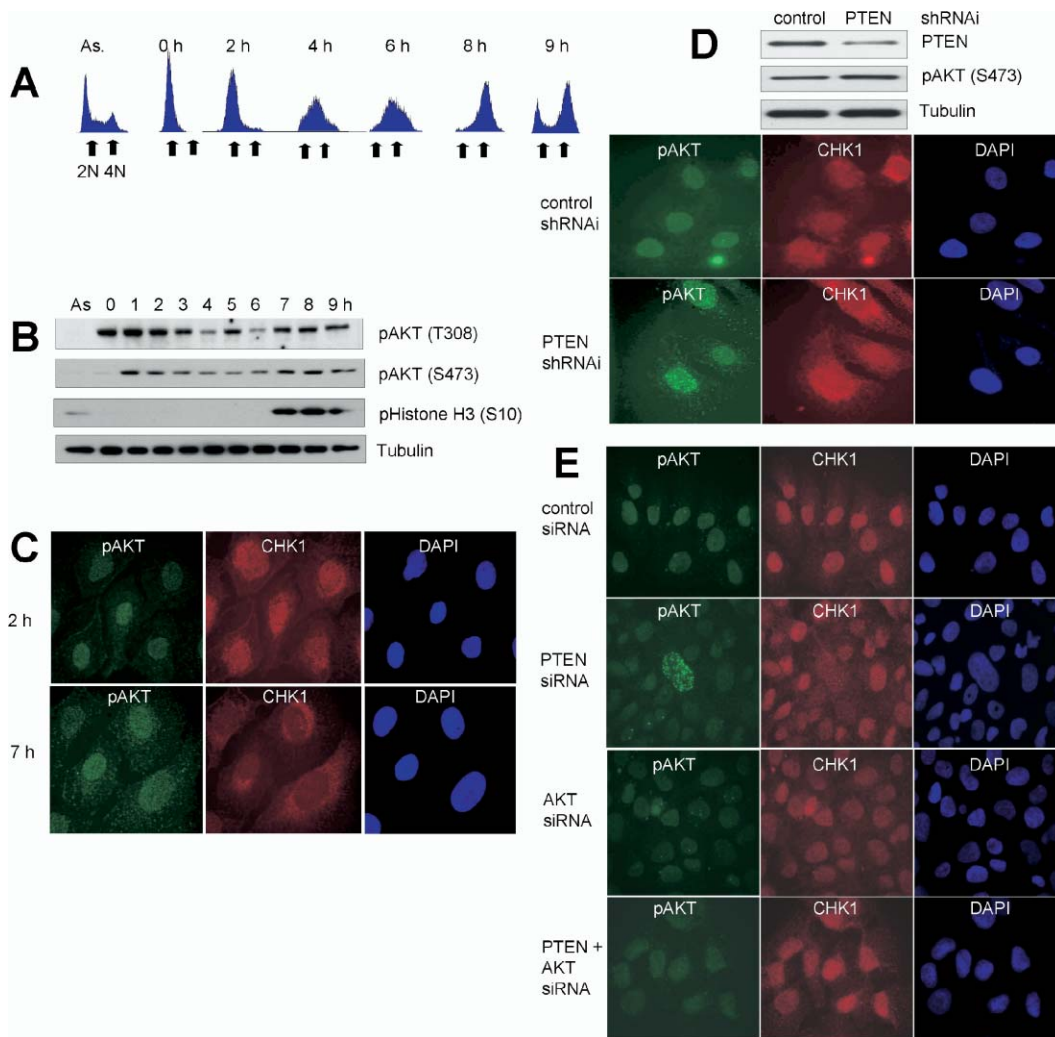 A
As. 0 h 2 h 4 h 6 h 8 h 9 h
2N 4N
B
As 0 1 2 3 4 5 6 7 8 9 h
pAKT (T308)
pAKT (S473)
pHistone H3 (S10)
Tubulin
C
pAKT CHK1 DAPI
2 h
pAKT CHK1 DAPI
7 h
D
control PTEN shRNAi
PTEN
pAKT (S473)
Tubulin
pAKT CHK1 DAPI
control
shRNAi
pAKT CHK1 DAPI
PTEN
shRNAi
E
pAKT CHK1 DAPI
control
siRNA
pAKT CHK1 DAPI
PTEN
siRNA
pAKT CHK1 DAPI
AKT
siRNA
pAKT CHK1 DAPI
PTEN +
AKT
siRNA